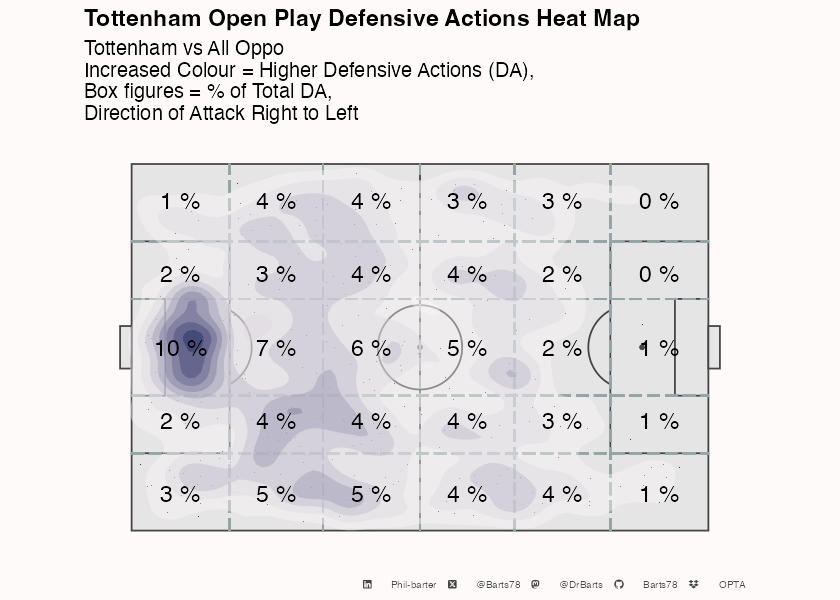 Tottenham Open Play Defensive Actions Heat Map
Tottenham vs All Oppo
Increased Colour = Higher Defensive Actions (DA),
Box figures = % of Total DA,
Direction of Attack Right to Left
1 % 4 % 4 % 3 % 3 % 0 %
2 % 3 % 4 % 4 % 2 % 0 %
10 % 7 % 6 % 5 % 2 % 1 %
2 % 4 % 4 % 4 % 3 % 1 %
3 % 5 % 5 % 4 % 4 % 1 %
Phil-barter @Barts78 @DrBarts Barts78 OPTA